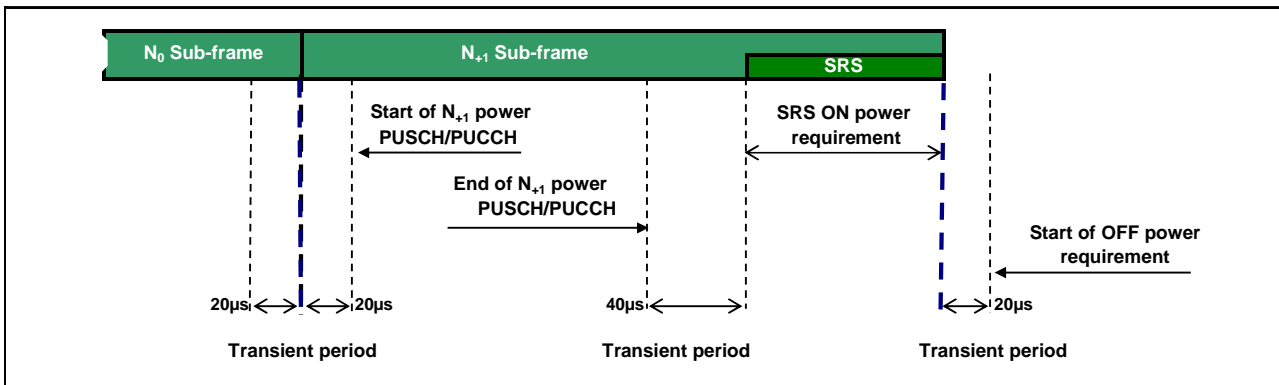 N₀ Sub-frame
N₊₁ Sub-frame
SRS
Start of N₊₁ power
PUSCH/PUCCH
SRS ON power
requirement
End of N₊₁ power
PUSCH/PUCCH
Start of OFF power
requirement
20µs
20µs
40µs
20µs
Transient period
Transient period
Transient period